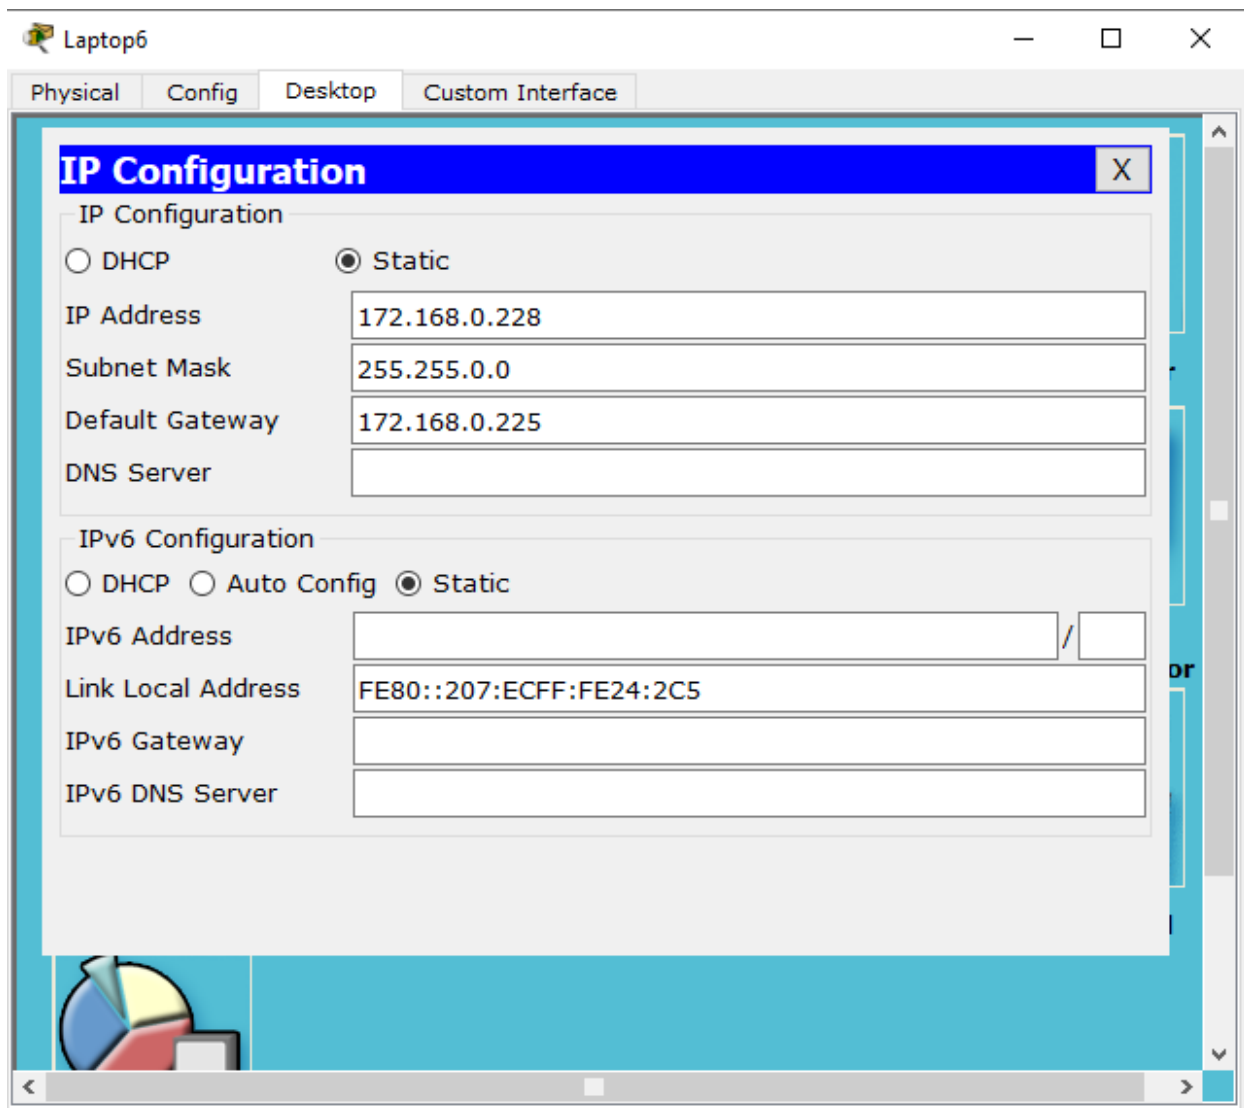 Laptop6
Physical Config Desktop Custom Interface
IP Configuration X
IP Configuration
DHCP Static
IP Address 172.168.0.228
Subnet Mask 255.255.0.0
Default Gateway 172.168.0.225
DNS Server
IPv6 Configuration
DHCP Auto Config Static
IPv6 Address /
Link Local Address FE80::207:ECFF:FE24:2C5
or
IPv6 Gateway
IPv6 DNS Server